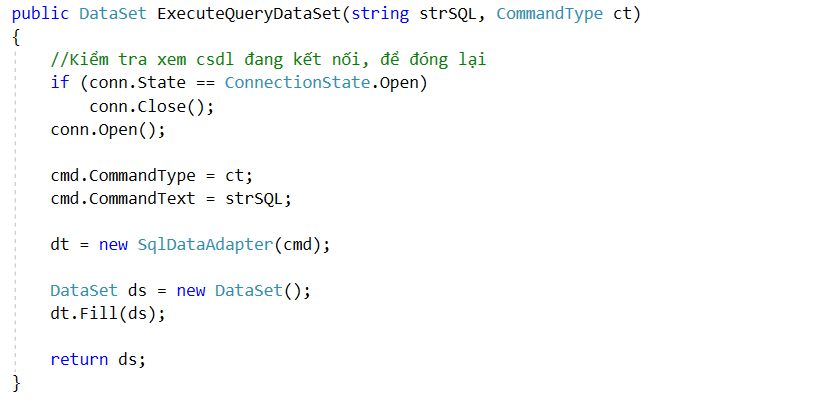 public DataSet ExecuteQueryDataSet(string strSQL, CommandType ct)
{
//Kiểm tra xem csdl đang kết nối, để đóng lại
if (conn.State == ConnectionState.Open)
conn.Close();
conn.Open();
cmd.CommandType = ct;
cmd.CommandText = strSQL;
dt = new SqlDataAdapter(cmd);
DataSet ds = new DataSet();
dt.Fill(ds);
return ds;
}